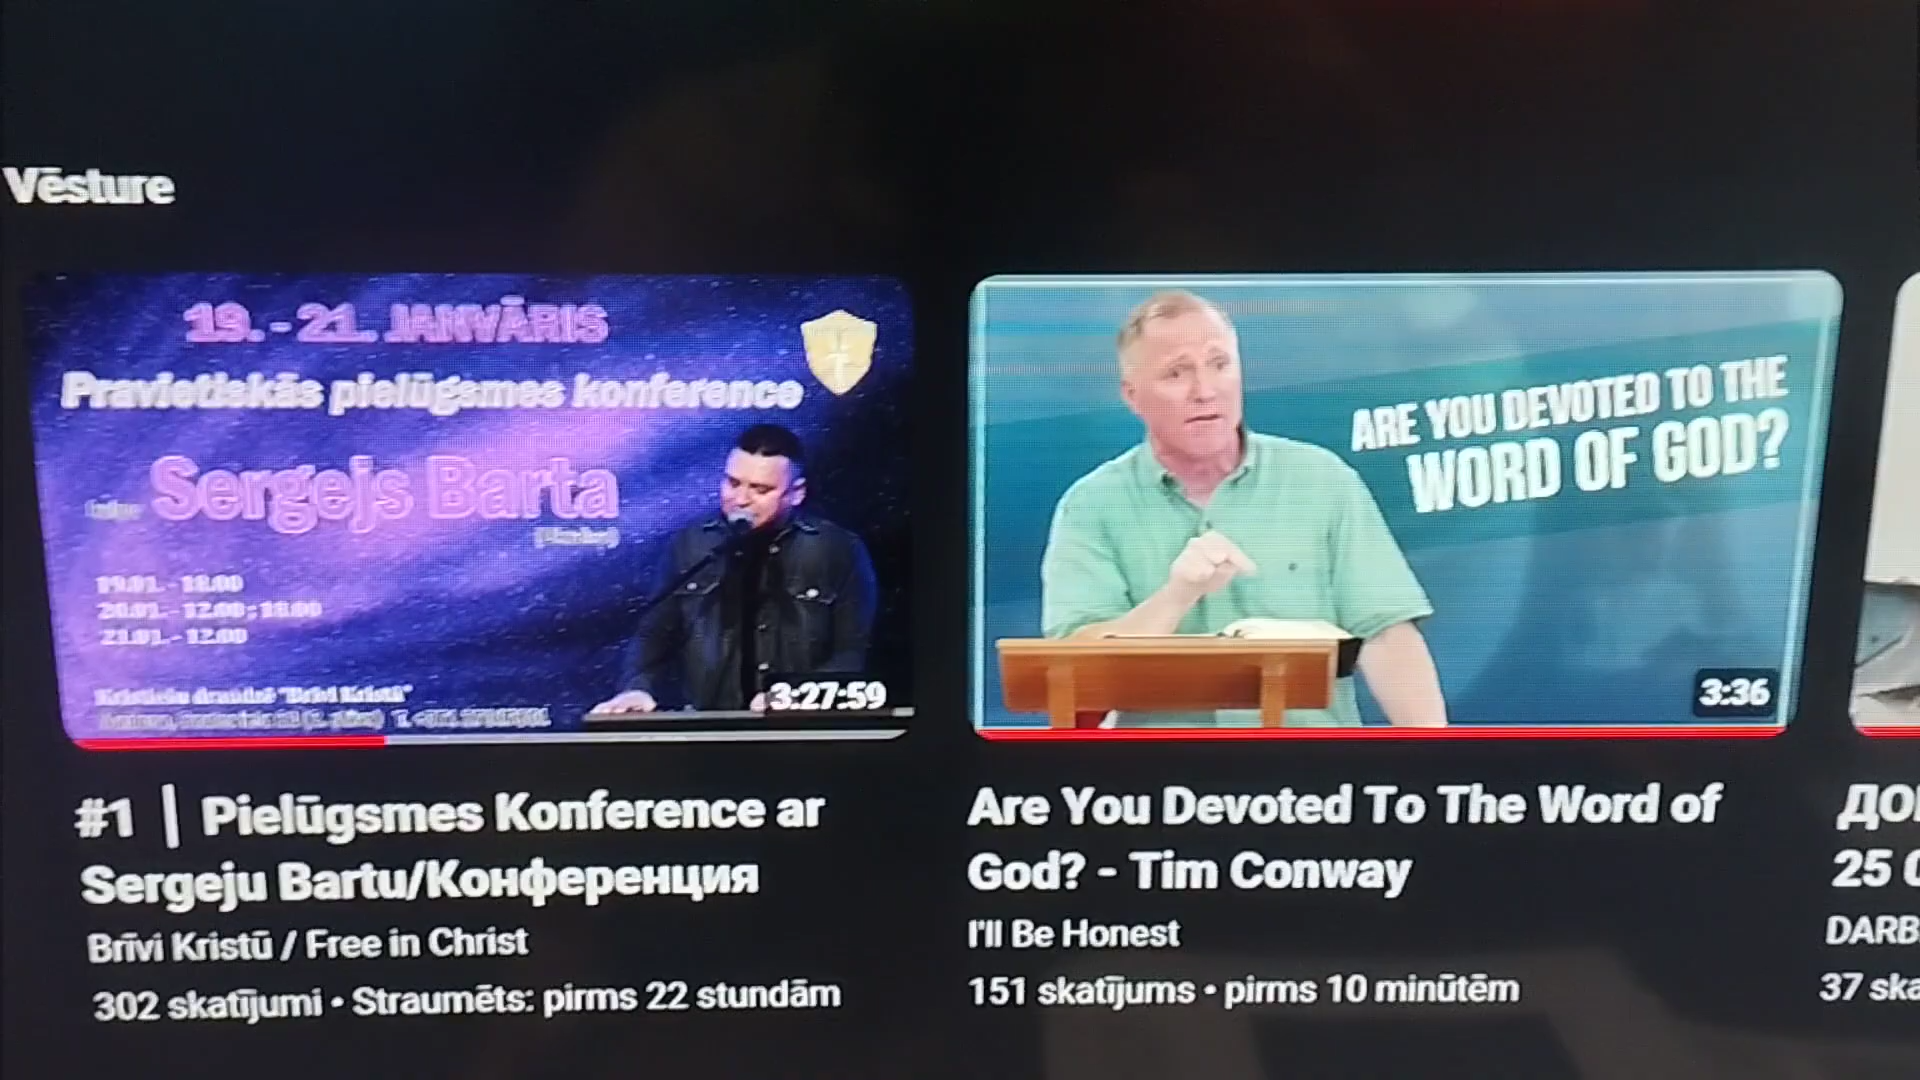 Vēsture
19. - 21. JANVĀRIS
Pravietiskās pielūgsmes konference
Sergejs Barta
19.01. - 18.00
20.01. - 12.00 ; 18.00
21.01. - 12.00
Kristiešu draudze "Brīvi Kristū"
3:27:59
#1 | Pielūgsmes Konference ar
Sergeju Bartu/Конференция
Brīvi Kristū / Free in Christ
302 skatījumi • Straumēts: pirms 22 stundām
ARE YOU DEVOTED TO THE
WORD OF GOD?
3:36
Are You Devoted To The Word of
God? - Tim Conway
I'll Be Honest
151 skatījums • pirms 10 minūtēm
25
DARB
37 ska